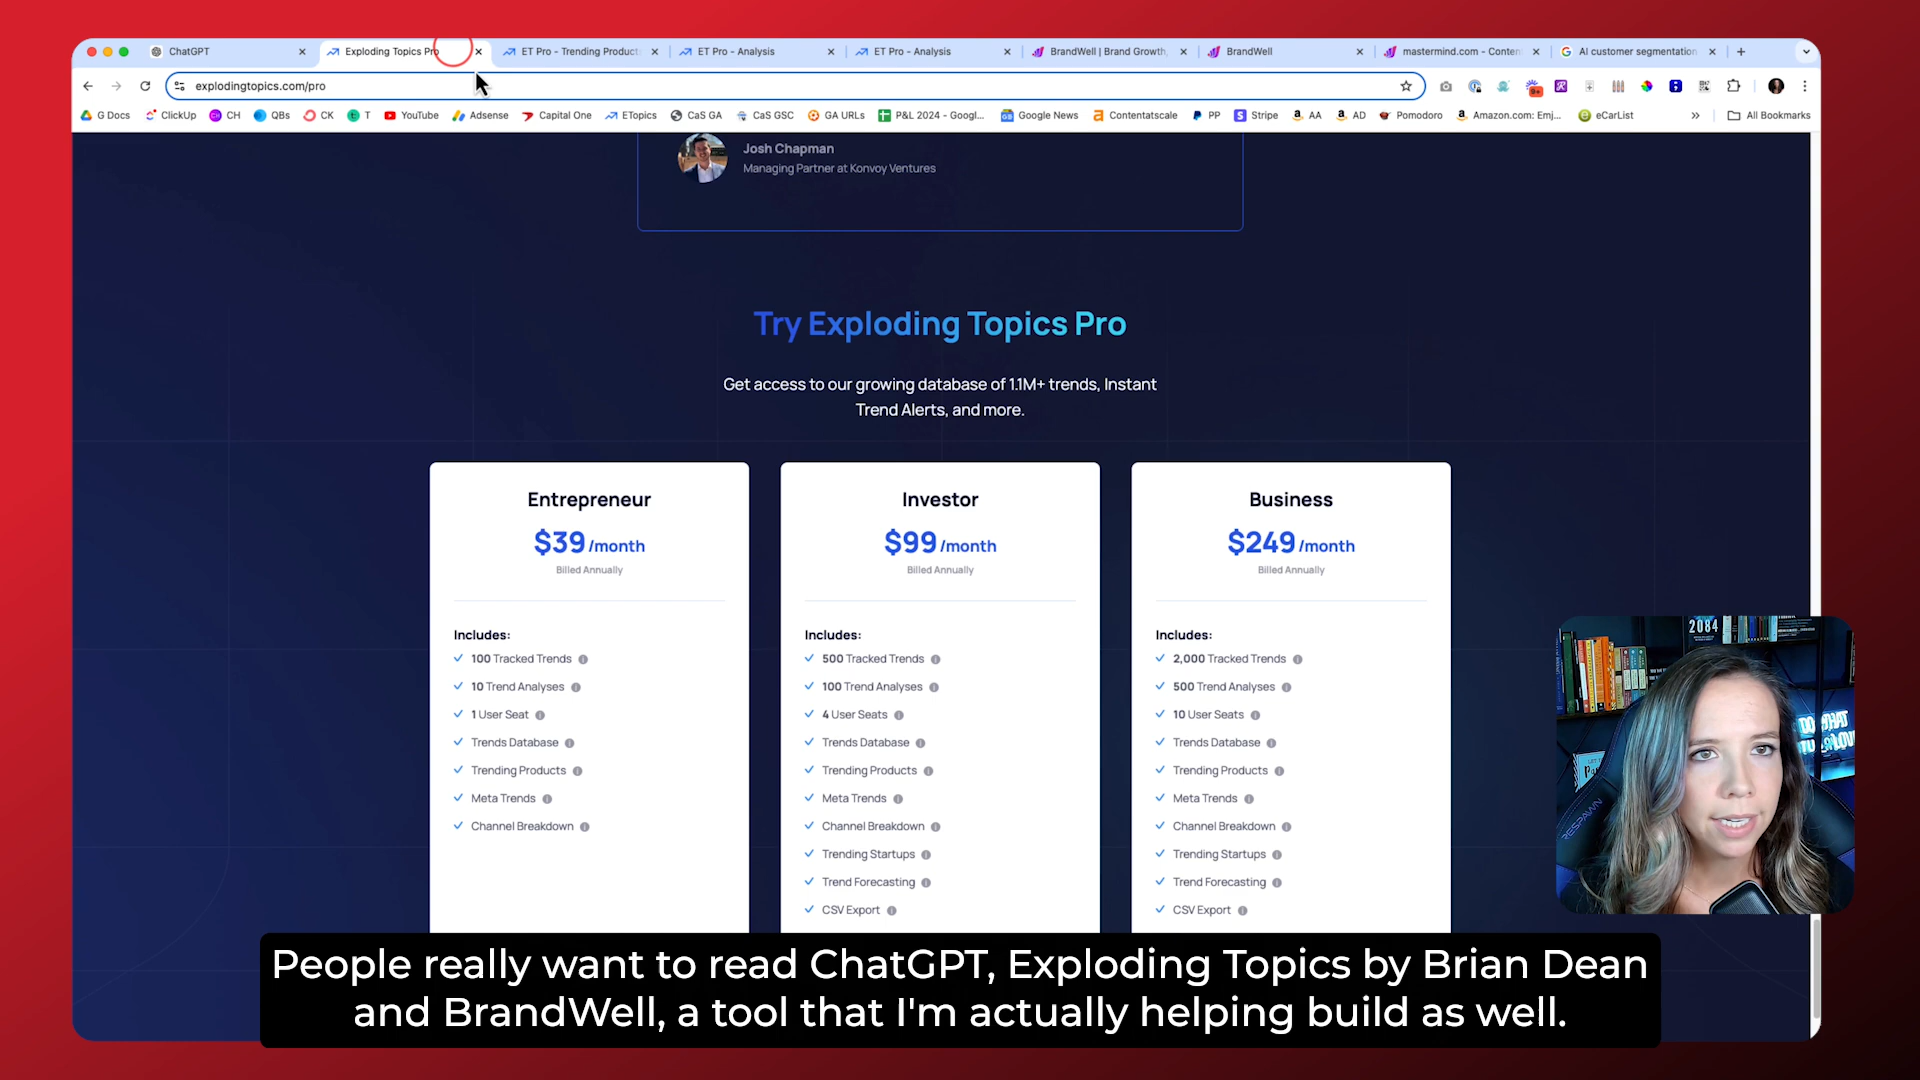 ChatGPT
Exploding Topics Pro
ET Pro - Trending Product
ET Pro - Analysis
ET Pro - Analysis
BrandWell | Brand Growth,
BrandWell
mastermind.com - Conten
AI customer segmentation
explodingtopics.com/pro
G Docs
ClickUp
CH
QBs
CK
T
YouTube
Adsense
Capital One
ETopics
CaS GA
CaS GSC
GA URLs
P&L 2024 - Googl...
Google News
Contentatscale
PP
Stripe
AA
AD
Pomodoro
Amazon.com: Emj...
eCarList
All Bookmarks
Josh Chapman
Managing Partner at Konvoy Ventures
Try Exploding Topics Pro
Get access to our growing database of 1.1M+ trends, Instant
Trend Alerts, and more.
Entrepreneur
$39 /month
Billed Annually
Includes:
100 Tracked Trends
10 Trend Analyses
1 User Seat
Trends Database
Trending Products
Meta Trends
Channel Breakdown
Investor
$99 /month
Billed Annually
Includes:
500 Tracked Trends
100 Trend Analyses
4 User Seats
Trends Database
Trending Products
Meta Trends
Channel Breakdown
Trending Startups
Trend Forecasting
CSV Export
Business
$249 /month
Billed Annually
Includes:
2,000 Tracked Trends
500 Trend Analyses
10 User Seats
Trends Database
Trending Products
Meta Trends
Channel Breakdown
Trending Startups
Trend Forecasting
CSV Export
2084
RESPAWN
People really want to read ChatGPT, Exploding Topics by Brian Dean
and BrandWell, a tool that I'm actually helping build as well.